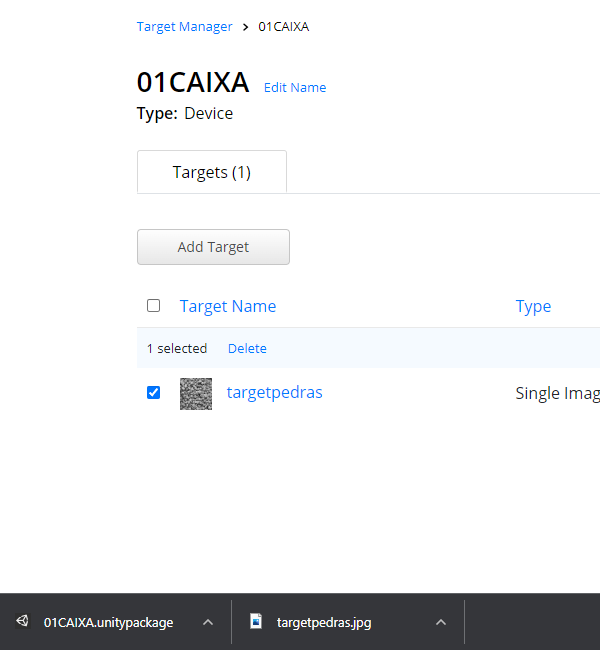 Target Manager > 01CAIXA
01CAIXA Edit Name
Type: Device
Targets (1)
Add Target
Target Name Type
1 selected Delete
targetpedras Single Imag
01CAIXA.unitypackage targetpedras.jpg